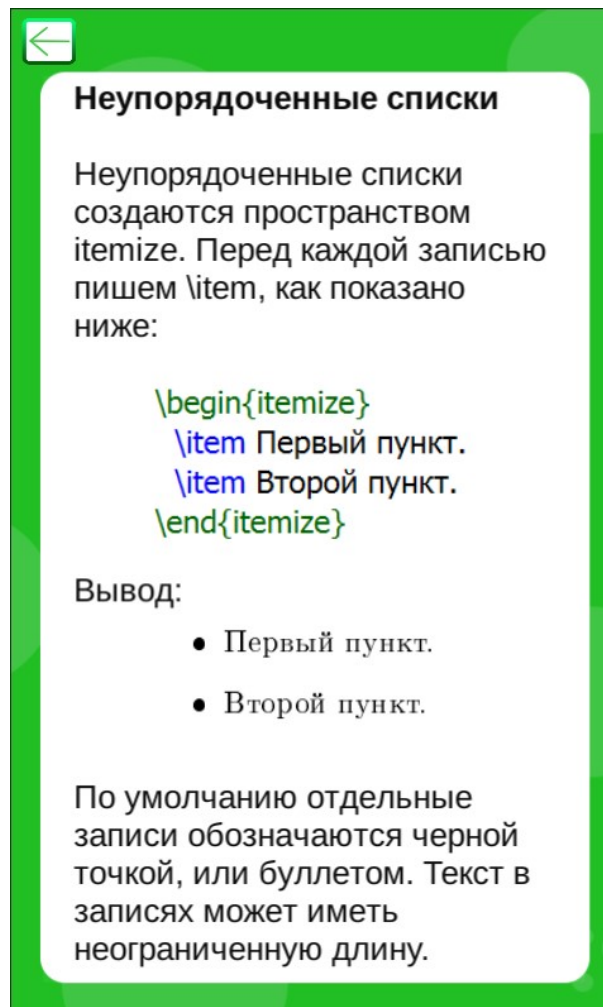 Неупорядоченные списки
Неупорядоченные списки
создаются пространством
itemize. Перед каждой записью
пишем \item, как показано
ниже:
\begin{itemize}
\item Первый пункт.
\item Второй пункт.
\end{itemize}
Вывод:
• Первый пункт.
• Второй пункт.
По умолчанию отдельные
записи обозначаются черной
точкой, или буллетом. Текст в
записях может иметь
неограниченную длину.